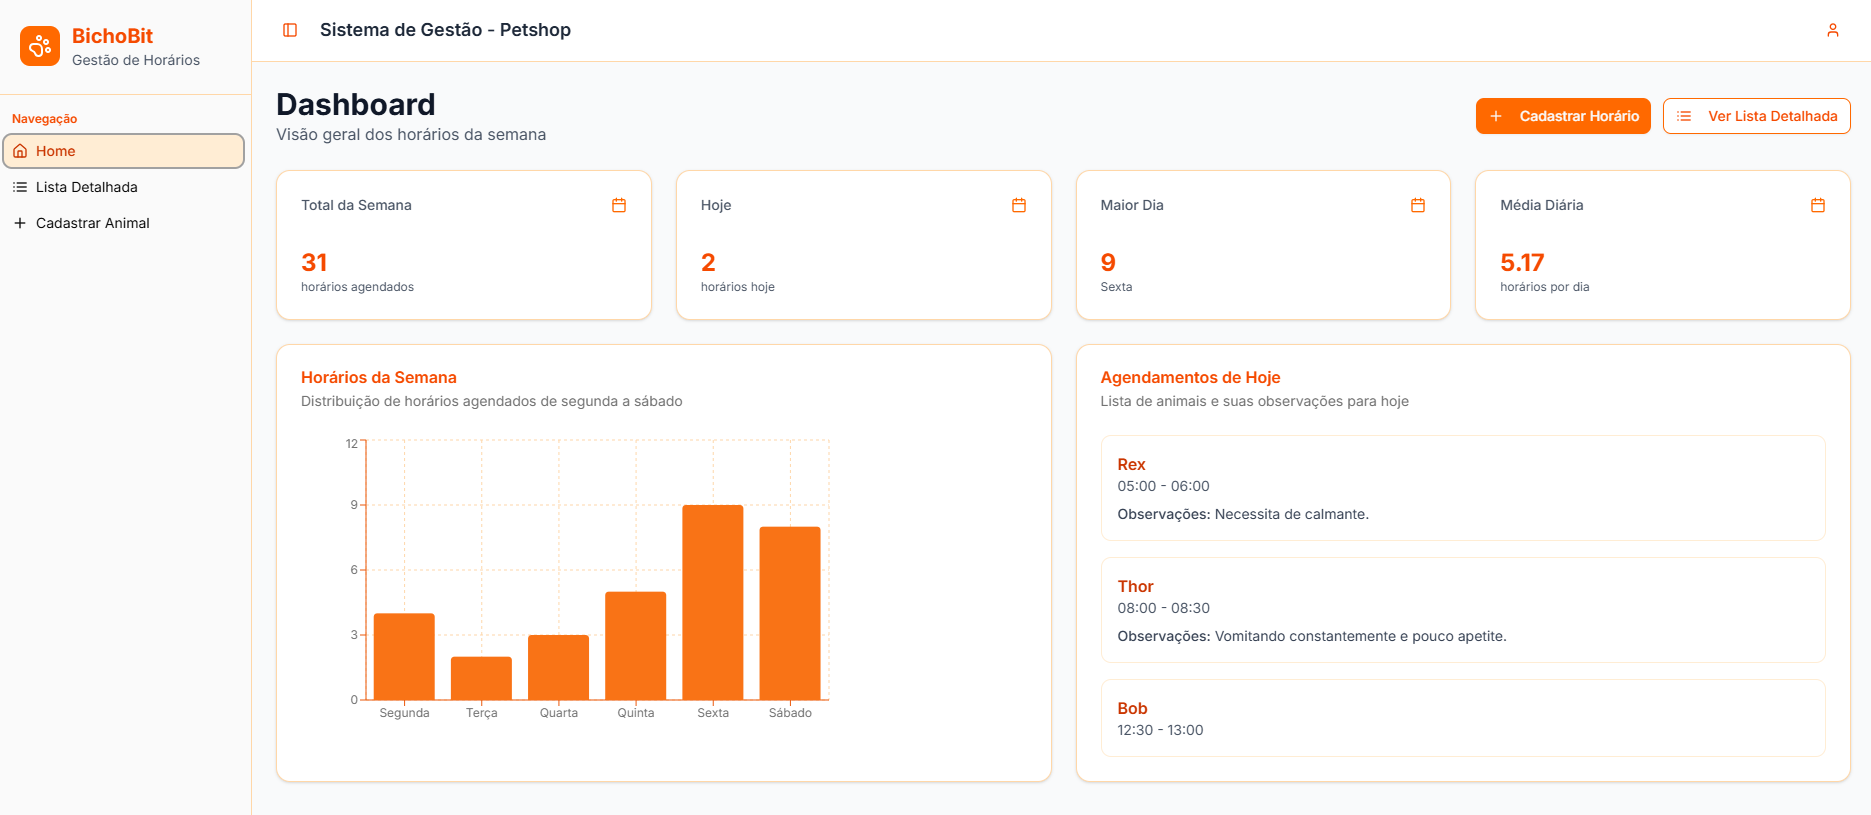 BichoBit
Gestão de Horários
Navegação
Home
Lista Detalhada
Cadastrar Animal
Sistema de Gestão - Petshop
Dashboard
Visão geral dos horários da semana
Cadastrar Horário
Ver Lista Detalhada
Total da Semana
31
horários agendados
Hoje
2
horários hoje
Maior Dia
9
Sexta
Média Diária
5.17
horários por dia
Horários da Semana
Distribuição de horários agendados de segunda a sábado
12
9
6
3
0
Segunda Terça Quarta Quinta Sexta Sábado
Agendamentos de Hoje
Lista de animais e suas observações para hoje
Rex
05:00 - 06:00
Observações: Necessita de calmante.
Thor
08:00 - 08:30
Observações: Vomitando constantemente e pouco apetite.
Bob
12:30 - 13:00